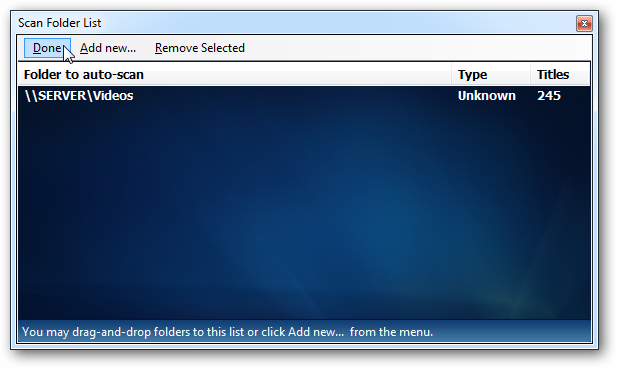 Scan Folder List
Done Add new... Remove Selected
Folder to auto-scan Type Titles
\\SERVER\Videos Unknown 245
You may drag-and-drop folders to this list or click Add new... from the menu.